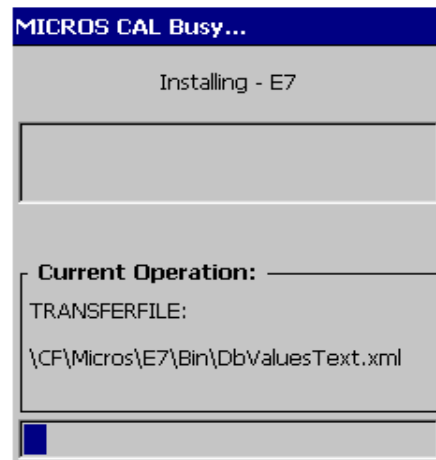 MICROS CAL Busy...
Installing - E7
Current Operation:
TRANSFERFILE:
\CF\Micros\E7\Bin\DbValuesText.xml